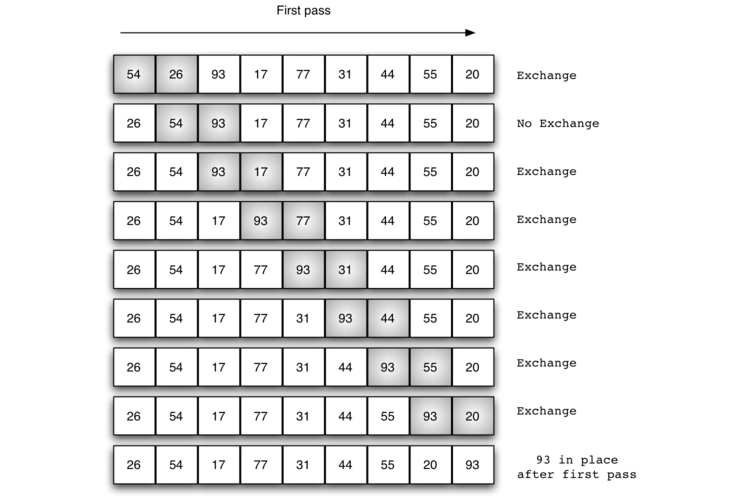 First pass
54 26 93 17 77 31 44 55 20 Exchange
26 54 93 17 77 31 44 55 20 No Exchange
26 54 93 17 77 31 44 55 20 Exchange
26 54 17 93 77 31 44 55 20 Exchange
26 54 17 77 93 31 44 55 20 Exchange
26 54 17 77 31 93 44 55 20 Exchange
26 54 17 77 31 44 93 55 20 Exchange
26 54 17 77 31 44 55 93 20 Exchange
26 54 17 77 31 44 55 20 93 93 in place
after first pass